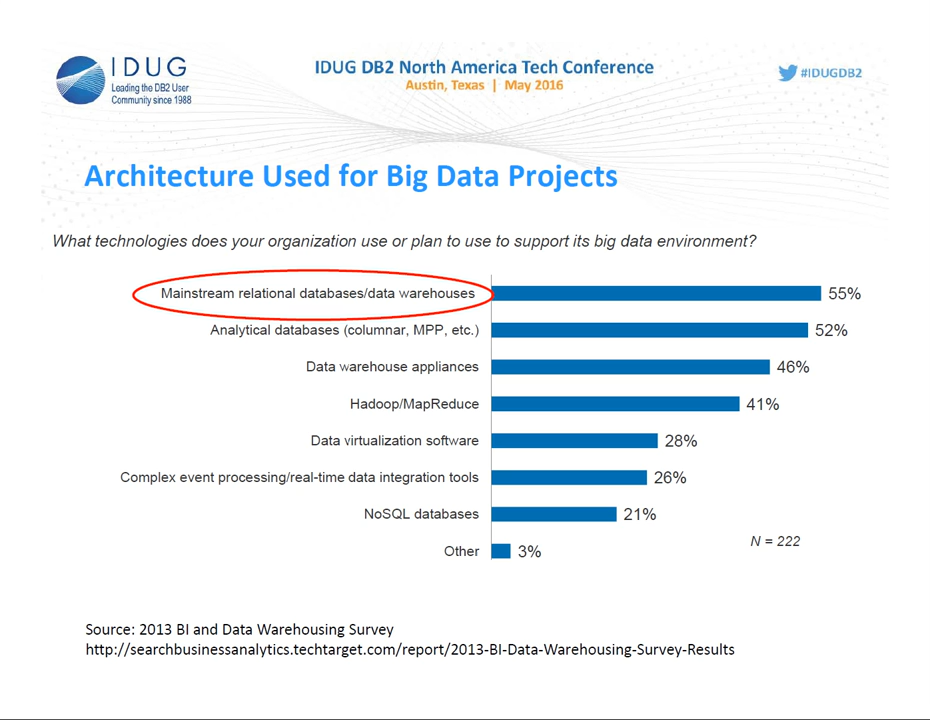 IDUG
Leading the DB2 User
Community since 1988
IDUG DB2 North America Tech Conference
Austin, Texas | May 2016
#IDUGDB2
Architecture Used for Big Data Projects
What technologies does your organization use or plan to use to support its big data environment?
Mainstream relational databases/data warehouses 55%
Analytical databases (columnar, MPP, etc.) 52%
Data warehouse appliances 46%
Hadoop/MapReduce 41%
Data virtualization software 28%
Complex event processing/real-time data integration tools 26%
NoSQL databases 21%
N = 222
Other 3%
Source: 2013 BI and Data Warehousing Survey
http://searchbusinessanalytics.techtarget.com/report/2013-BI-Data-Warehousing-Survey-Results